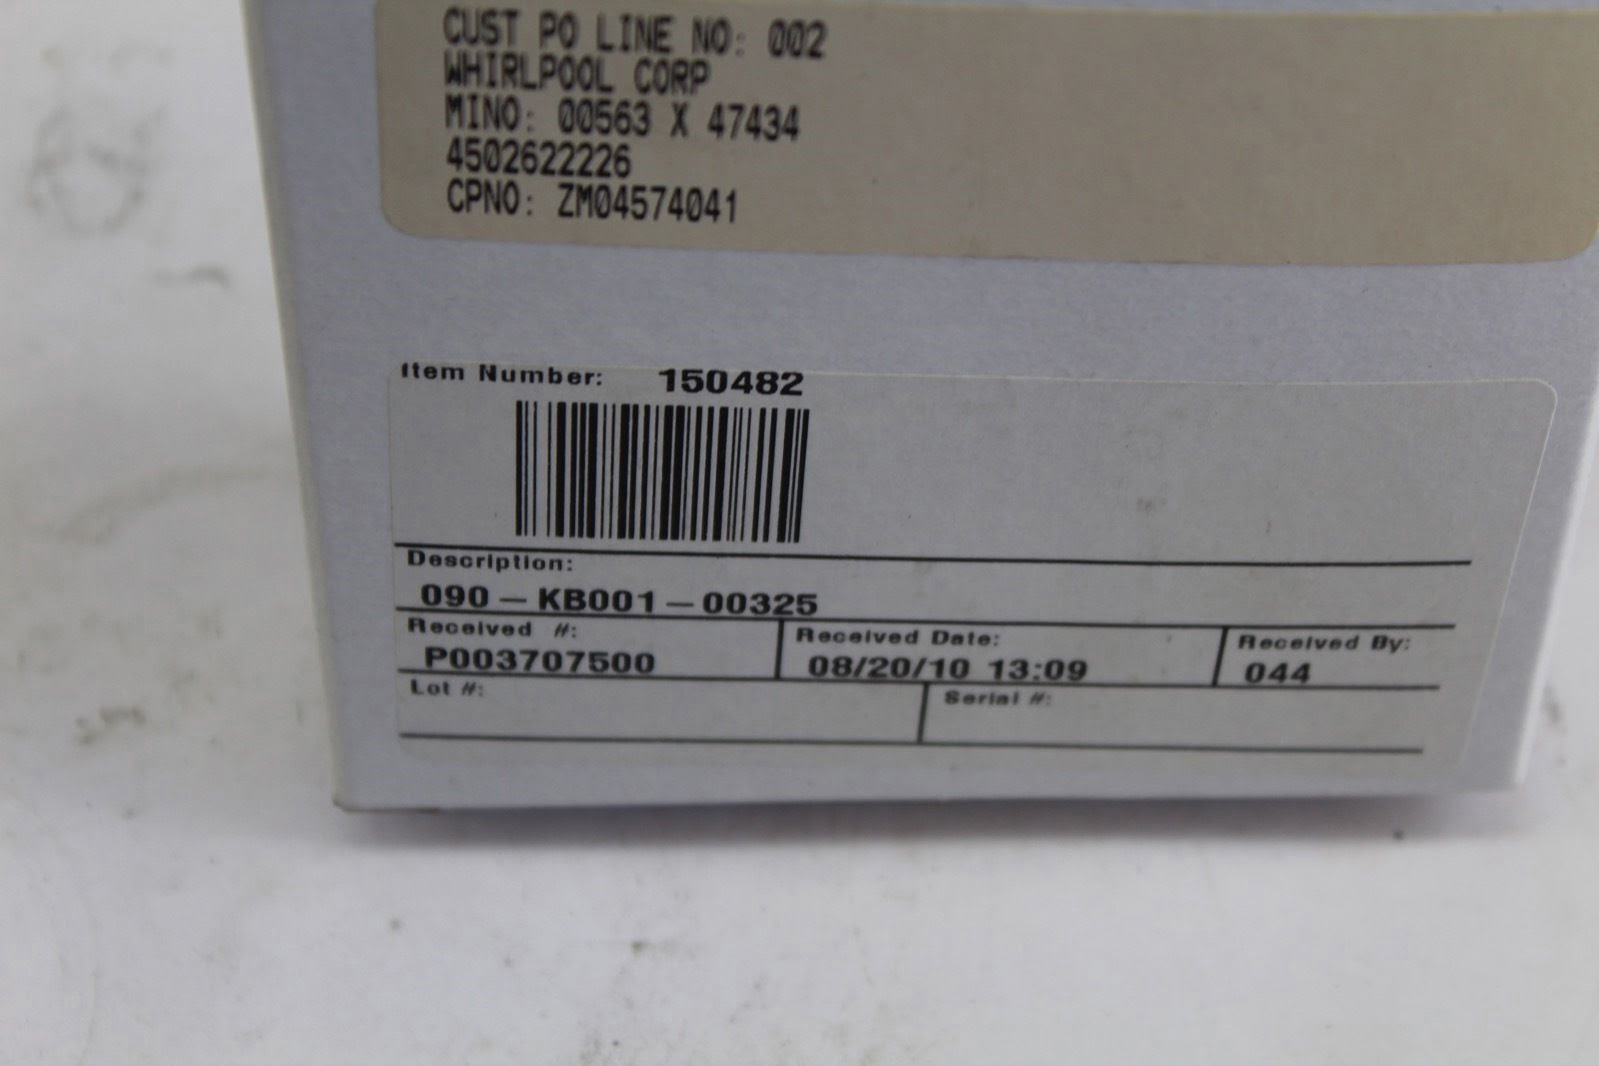 CUST PO LINE NO: 002
WHIRLPOOL CORP
MINO: 00563 X 47434
4502622226
CPNO: ZM04574041
Item Number: 150482
Description:
090-KB001-00325
Received #:
P003707500
Received Date:
08/20/10 13:09
Received By:
044
Lot #:
Serial #: